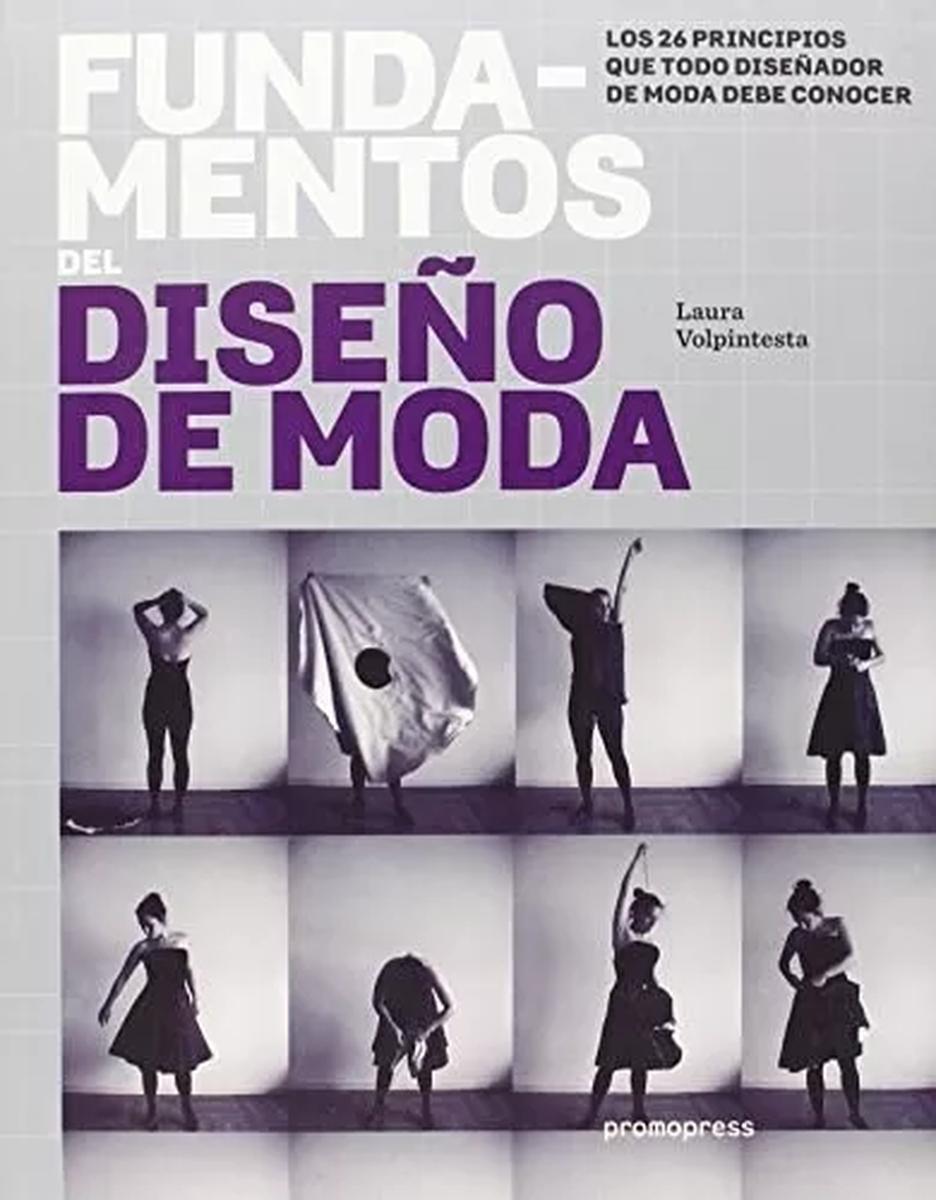 FUNDA-
MENTOS
DEL
DISEÑO
DE MODA
LOS 26 PRINCIPIOS
QUE TODO DISEÑADOR
DE MODA DEBE CONOCER
Laura
Volpintesta
promopress